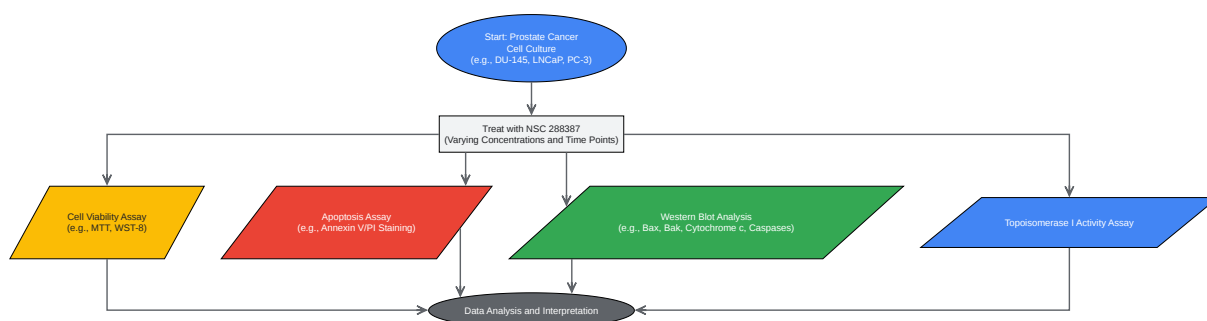 Start: Prostate Cancer
Cell Culture
(e.g., DU-145, LNCaP, PC-3)
Treat with NSC 288387
(Varying Concentrations and Time Points)
Cell Viability Assay
(e.g., MTT, WST-8)
Apoptosis Assay
(e.g., Annexin V/PI Staining)
Western Blot Analysis
(e.g., Bax, Bak, Cytochrome c, Caspases)
Topoisomerase I Activity Assay
Data Analysis and Interpretation